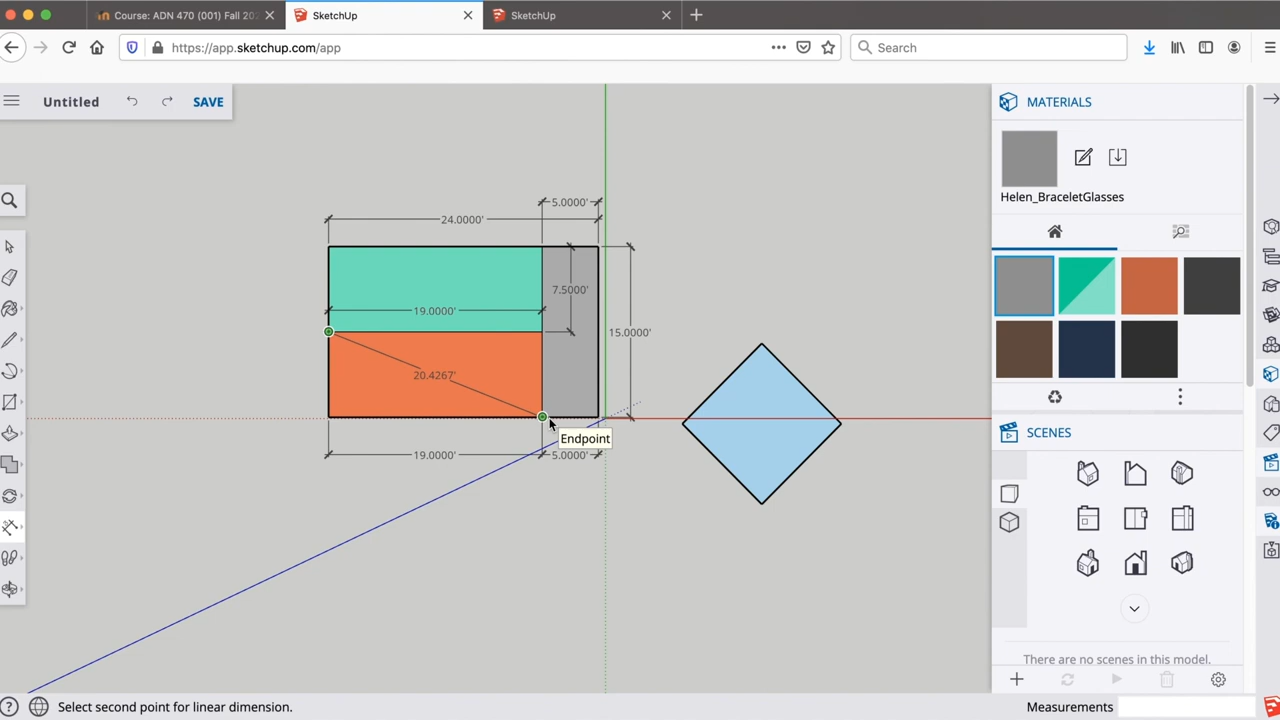 Course: ADN 470 (001) Fall 202
SketchUp
SketchUp
https://app.sketchup.com/app
Search
Untitled
SAVE
MATERIALS
Helen_BraceletGlasses
5.0000'
24.0000'
7.5000'
19.0000'
15.0000'
20.4267'
Endpoint
19.0000'
5.0000'
SCENES
There are no scenes in this model.
Select second point for linear dimension.
Measurements